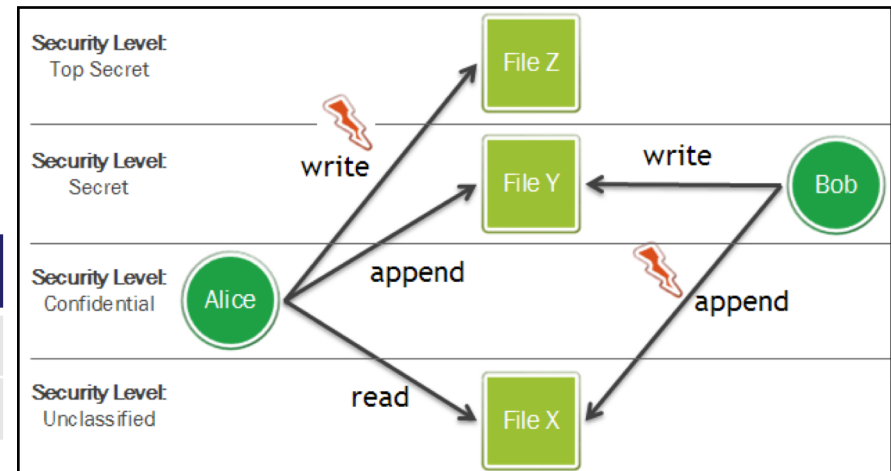 Security Level:
Top Secret
File Z
write
Security Level:
Secret
File Y
write
Bob
append
Security Level:
Confidential
Alice
append
read
Security Level:
Unclassified
File X